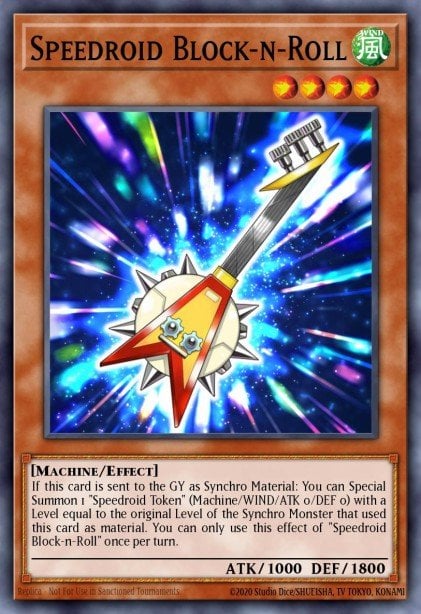 Speedroid Block-n-Roll
WIND
風
[Machine/Effect]
If this card is sent to the GY as Synchro Material: You can Special
Summon 1 "Speedroid Token" (Machine/WIND/ATK 0/DEF 0) with a
Level equal to the original Level of the Synchro Monster that used
this card as material. You can only use this effect of "Speedroid
Block-n-Roll" once per turn.
ATK/1000 DEF/1800
Replica - Not For Use in Sanctioned Tournaments
©2020 Studio Dice/SHUEISHA, TV TOKYO, KONAMI